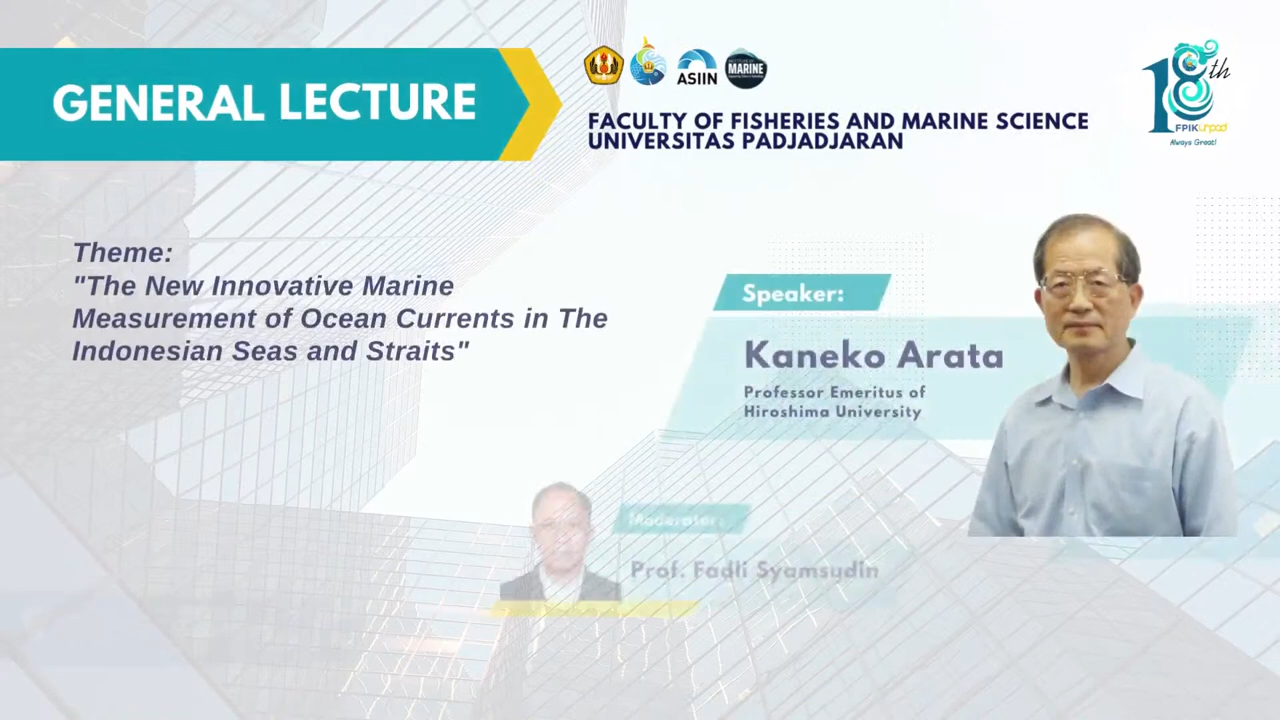 GENERAL LECTURE
ASIIN
MARINE
FACULTY OF FISHERIES AND MARINE SCIENCE
UNIVERSITAS PADJADJARAN
18th
FPIK unpad
Always Great!
Theme:
"The New Innovative Marine
Measurement of Ocean Currents in The
Indonesian Seas and Straits"
Speaker:
Kaneko Arata
Professor Emeritus of
Hiroshima University
Moderator:
Prof. Fadli Syamsudin